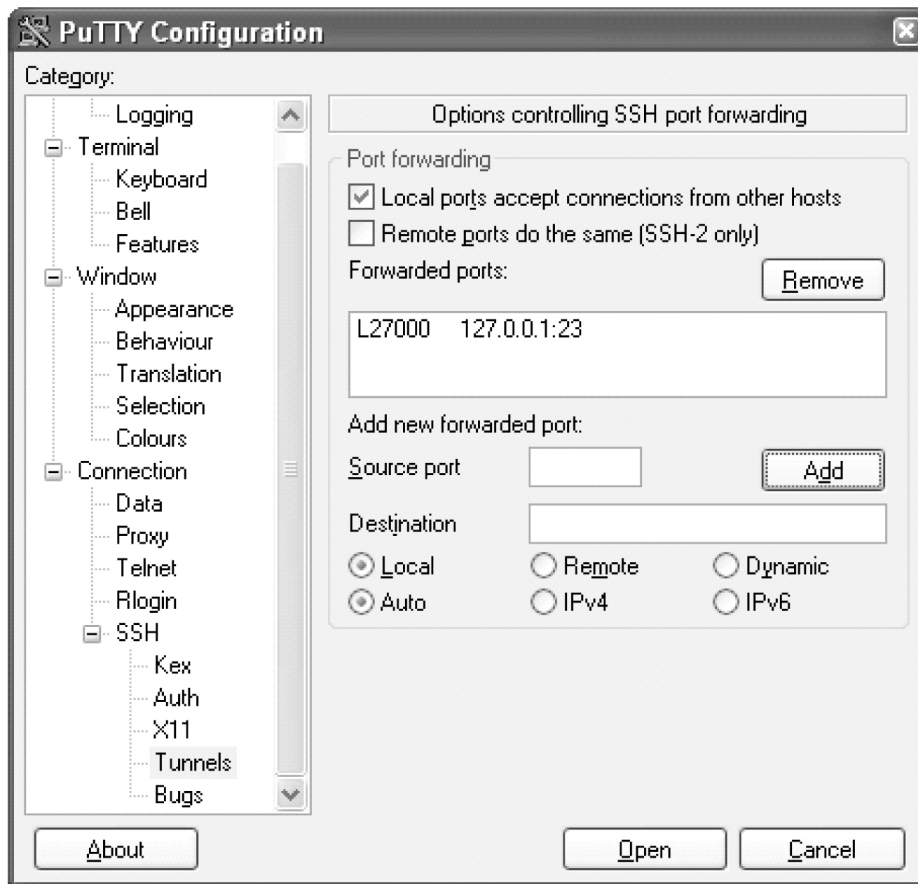 PuTTY Configuration
Category:
Logging
Terminal
Keyboard
Bell
Features
Window
Appearance
Behaviour
Translation
Selection
Colours
Connection
Data
Proxy
Telnet
Rlogin
SSH
Kex
Auth
X11
Tunnels
Bugs
Options controlling SSH port forwarding
Port forwarding
Local ports accept connections from other hosts
Remote ports do the same (SSH-2 only)
Forwarded ports:
Remove
L27000 127.0.0.1:23
Add new forwarded port:
Source port
Add
Destination
Local Remote Dynamic
Auto IPv4 IPv6
About
Open
Cancel